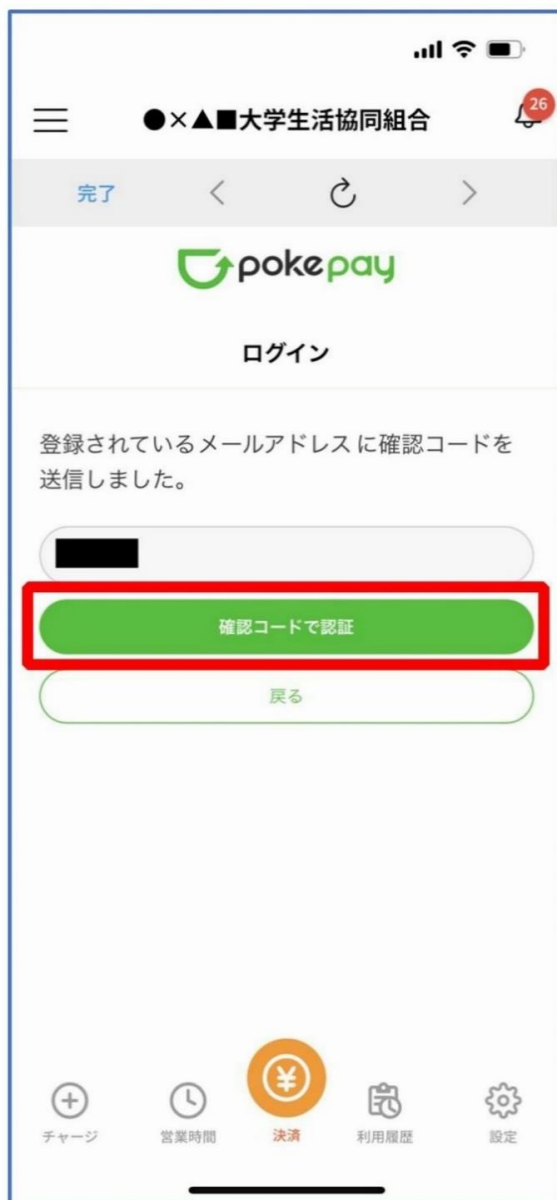 ●×▲■大学生活協同組合
26
完了
pokepay
ログイン
登録されているメールアドレスに確認コードを
送信しました。
確認コードで認証
戻る
チャージ
営業時間
決済
利用履歴
設定